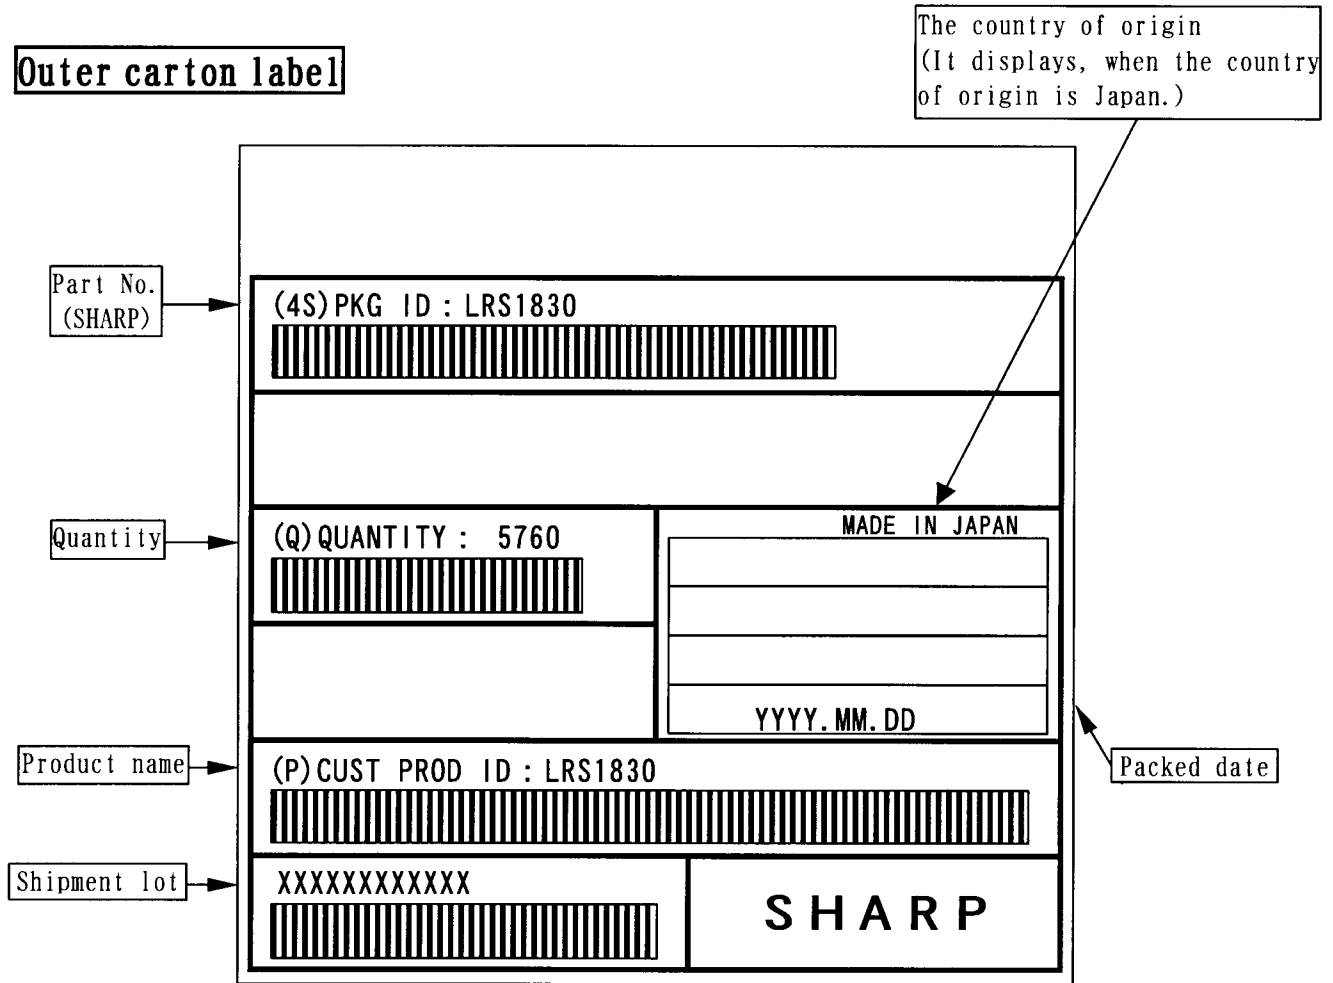 The country of origin
(It displays, when the country
of origin is Japan.)
Outer carton label
Part No.
(SHARP)
(4S)PKG ID:LRS1830
Quantity
(Q)QUANTITY: 5760
MADE IN JAPAN
YYYY.MM.DD
Packed date
Product name
(P)CUST PROD ID:LRS1830
Shipment lot
XXXXXXXXXXXX
SHARP